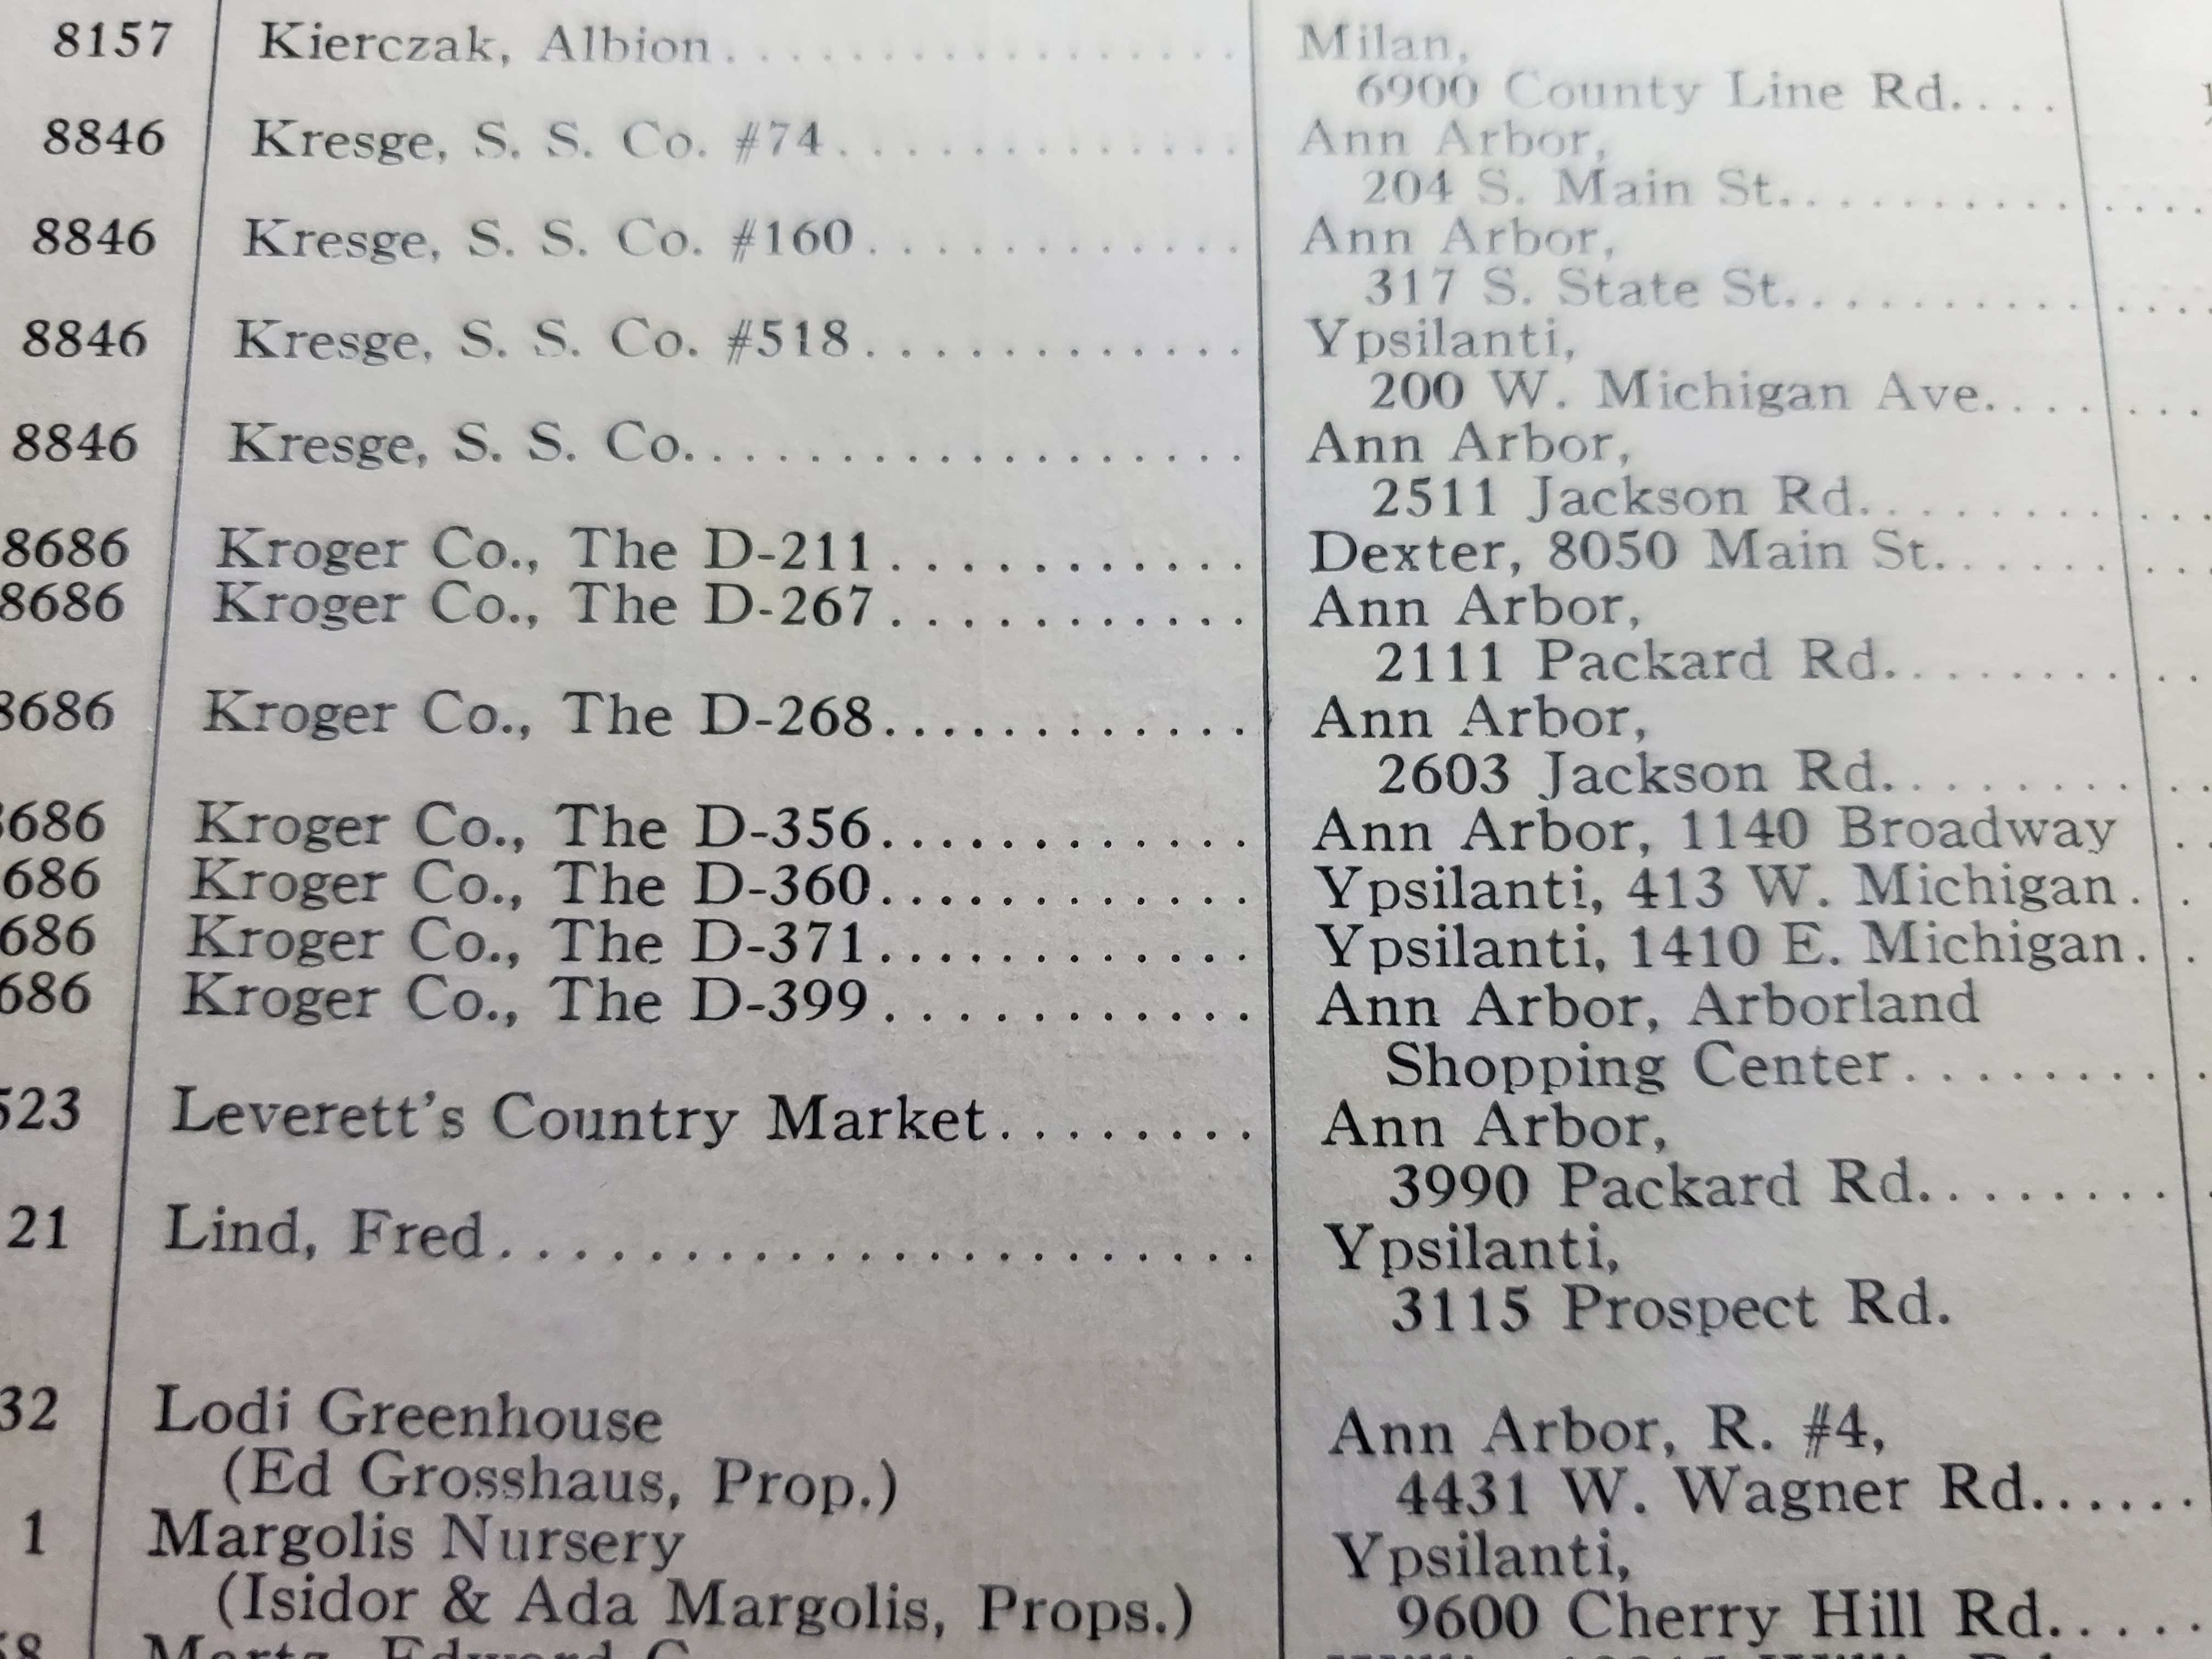 8157 Kierczak, Albion. . . . . . . . . . . . . . . . . Milan,
6900 County Line Rd. . . .
8846 Kresge, S. S. Co. #74. . . . . . . . . . . . . . Ann Arbor,
204 S. Main St. . . . . . . . . . . .
8846 Kresge, S. S. Co. #160. . . . . . . . . . . . . Ann Arbor,
317 S. State St. . . . . . . . . . . .
8846 Kresge, S. S. Co. #518. . . . . . . . . . . . . Ypsilanti,
200 W. Michigan Ave. . . . . . .
8846 Kresge, S. S. Co. . . . . . . . . . . . . . . . . . Ann Arbor,
2511 Jackson Rd. . . . . . . . . .
8686 Kroger Co., The D-211. . . . . . . . . . . . Dexter, 8050 Main St. . . . . . . .
8686 Kroger Co., The D-267. . . . . . . . . . . . Ann Arbor,
2111 Packard Rd. . . . . . . . . .
8686 Kroger Co., The D-268. . . . . . . . . . . . Ann Arbor,
2603 Jackson Rd. . . . . . . . . .
8686 Kroger Co., The D-356. . . . . . . . . . . . Ann Arbor, 1140 Broadway . .
686 Kroger Co., The D-360. . . . . . . . . . . . Ypsilanti, 413 W. Michigan. .
686 Kroger Co., The D-371. . . . . . . . . . . . Ypsilanti, 1410 E. Michigan. .
686 Kroger Co., The D-399. . . . . . . . . . . . Ann Arbor, Arborland
Shopping Center. . . . . . . . .
523 Leverett's Country Market. . . . . . . . Ann Arbor,
3990 Packard Rd. . . . . . . .
21 Lind, Fred. . . . . . . . . . . . . . . . . . . . . Ypsilanti,
3115 Prospect Rd.
32 Lodi Greenhouse Ann Arbor, R. #4,
(Ed Grosshaus, Prop.) 4431 W. Wagner Rd. . . . . .
1 Margolis Nursery Ypsilanti,
(Isidor & Ada Margolis, Props.) 9600 Cherry Hill Rd. . . . .